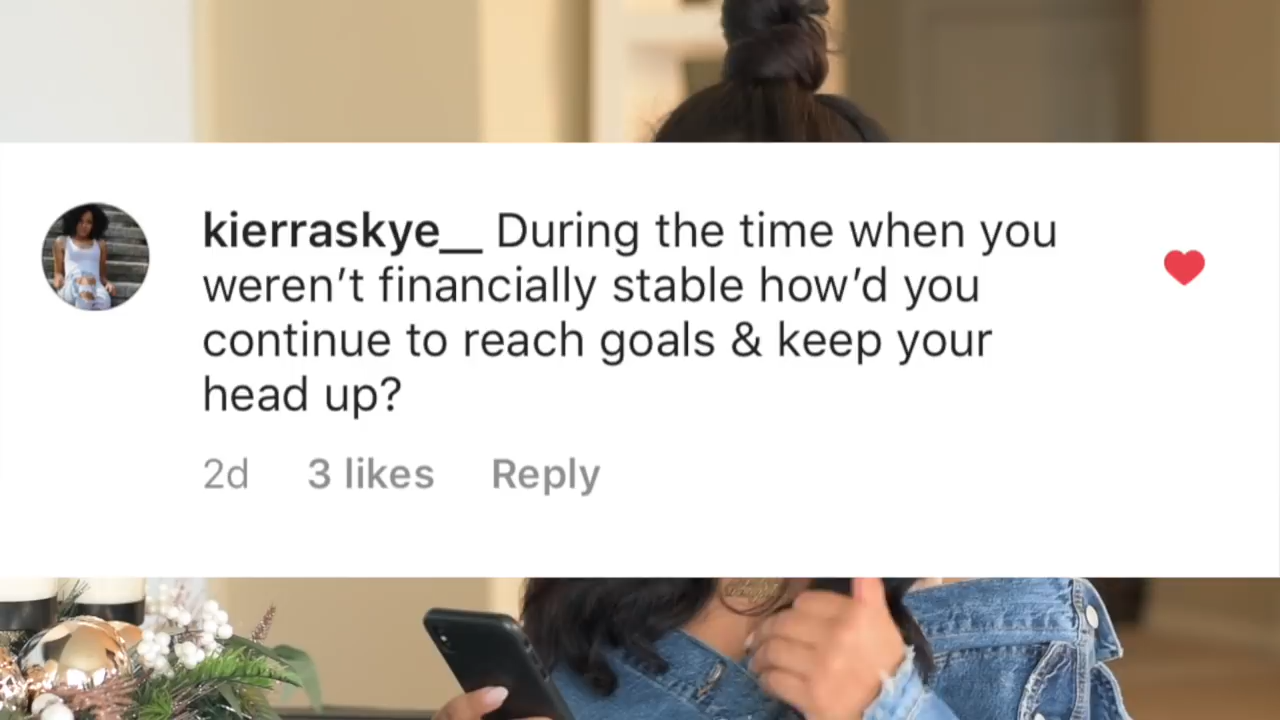 kierraskye__ During the time when you
weren’t financially stable how’d you
continue to reach goals & keep your
head up?
2d 3 likes Reply